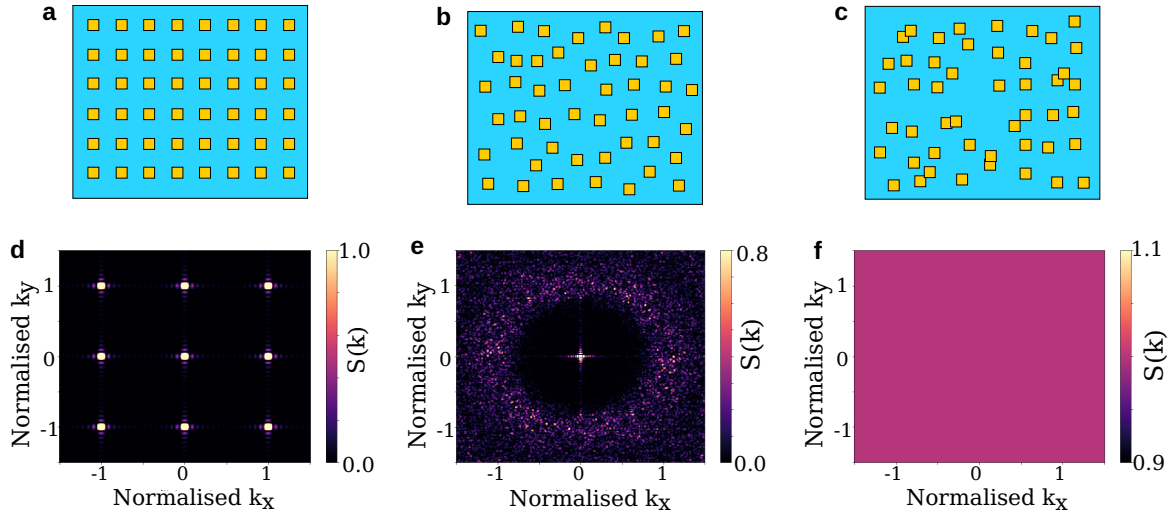 a
b
c
d
e
f
1.0
S(k)
0.0
Normalised ky
1
0
-1
-1
0
1
Normalised kx
0.8
S(k)
0.0
Normalised ky
1
0
-1
-1
0
1
Normalised kx
1.1
S(k)
0.9
Normalised ky
1
0
-1
-1
0
1
Normalised kx